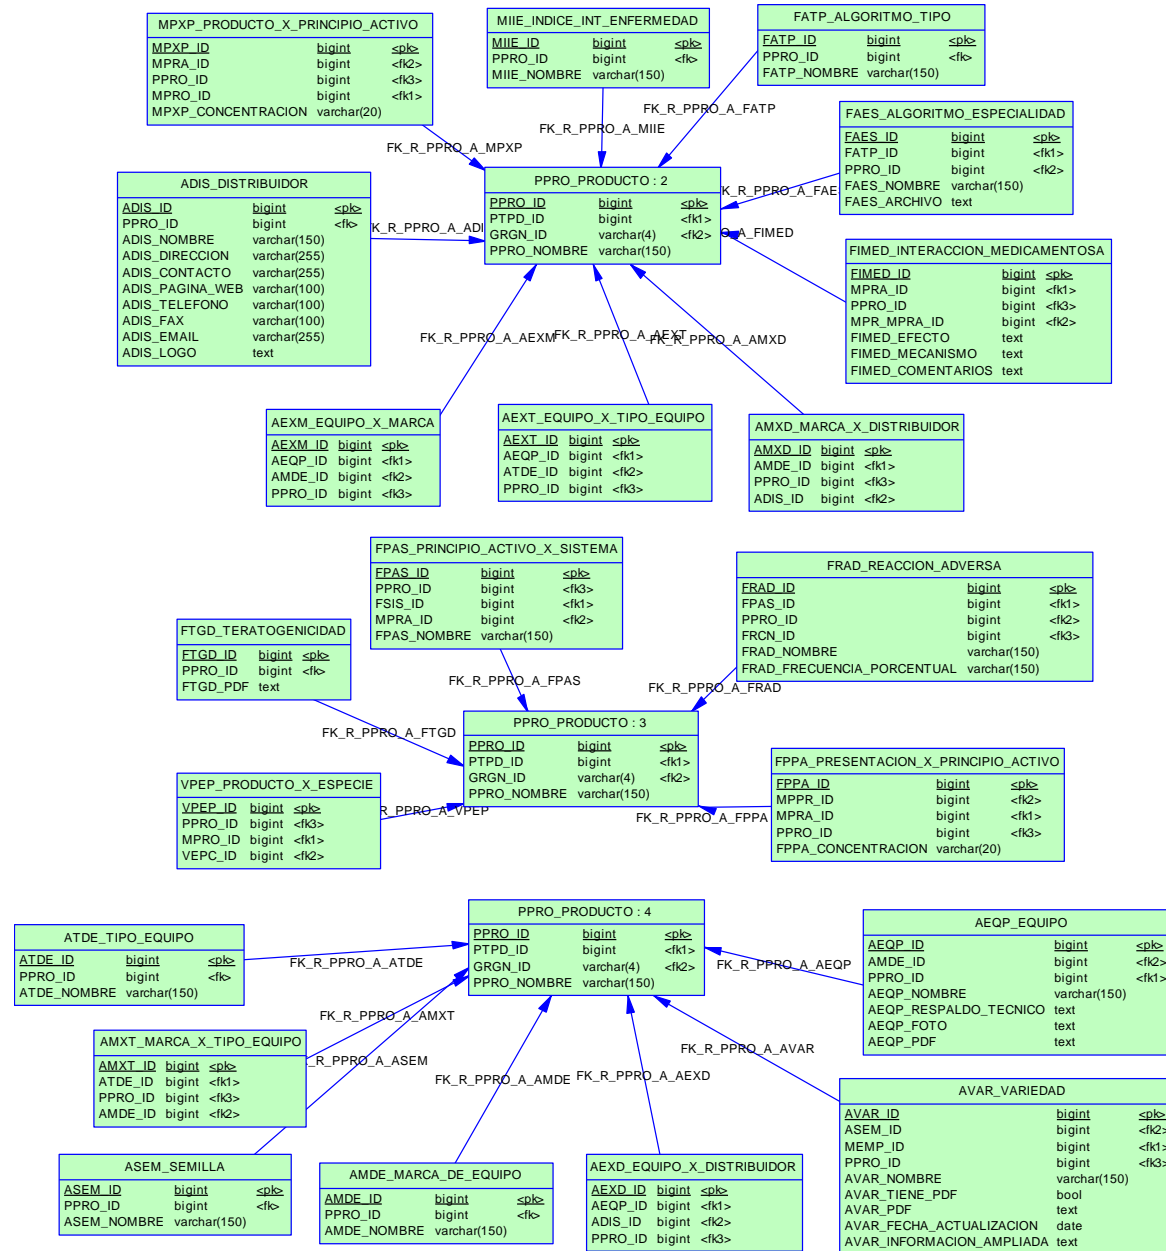 MPXP_PRODUCTO_X_PRINCIPIO_ACTIVO
MPXP_ID bigint <pk>
MPRA_ID bigint <fk2>
PPRO_ID bigint <fk3>
MPRO_ID bigint <fk1>
MPXP_CONCENTRACION varchar(20)
MIIE_INDICE_INT_ENFERMEDAD
MIIE_ID bigint <pk>
PPRO_ID bigint <fk>
MIIE_NOMBRE varchar(150)
FATP_ALGORITMO_TIPO
FATP_ID bigint <pk>
PPRO_ID bigint <fk>
FATP_NOMBRE varchar(150)
FK_R_PPRO_A_MPXP
FK_R_PPRO_A_MIIE
FK_R_PPRO_A_FATP
FAES_ALGORITMO_ESPECIALIDAD
FAES_ID bigint <pk>
FATP_ID bigint <fk1>
PPRO_ID bigint <fk2>
FAES_NOMBRE varchar(150)
FAES_ARCHIVO text
ADIS_DISTRIBUIDOR
ADIS_ID bigint <pk>
PPRO_ID bigint <fk>
ADIS_NOMBRE varchar(150)
ADIS_DIRECCION varchar(255)
ADIS_CONTACTO varchar(255)
ADIS_PAGINA_WEB varchar(100)
ADIS_TELEFONO varchar(100)
ADIS_FAX varchar(100)
ADIS_EMAIL varchar(255)
ADIS_LOGO text
K_R_PPRO_A_ADI
PPRO_PRODUCTO : 2
PPRO_ID bigint <pk>
PTPD_ID bigint <fk1>
GRGN_ID varchar(4) <fk2>
PPRO_NOMBRE varchar(150)
K_R_PPRO_A_FAE
O_A_FIMED
FIMED_INTERACCION_MEDICAMENTOSA
FIMED_ID bigint <pk>
MPRA_ID bigint <fk1>
PPRO_ID bigint <fk3>
MPR_MPRA_ID bigint <fk2>
FIMED_EFECTO text
FIMED_MECANISMO text
FIMED_COMENTARIOS text
FK_R_PPRO_A_AEXM
FK_R_PPRO_A_AEXT
FK_R_PPRO_A_AMXD
AEXM_EQUIPO_X_MARCA
AEXM_ID bigint <pk>
AEQP_ID bigint <fk1>
AMDE_ID bigint <fk2>
PPRO_ID bigint <fk3>
AEXT_EQUIPO_X_TIPO_EQUIPO
AEXT_ID bigint <pk>
AEQP_ID bigint <fk1>
ATDE_ID bigint <fk2>
PPRO_ID bigint <fk3>
AMXD_MARCA_X_DISTRIBUIDOR
AMXD_ID bigint <pk>
AMDE_ID bigint <fk1>
PPRO_ID bigint <fk3>
ADIS_ID bigint <fk2>
FPAS_PRINCIPIO_ACTIVO_X_SISTEMA
FPAS_ID bigint <pk>
PPRO_ID bigint <fk3>
FSIS_ID bigint <fk1>
MPRA_ID bigint <fk2>
FPAS_NOMBRE varchar(150)
FRAD_REACCION_ADVERSA
FRAD_ID bigint <pk>
FPAS_ID bigint <fk1>
PPRO_ID bigint <fk2>
FRCN_ID bigint <fk3>
FRAD_NOMBRE varchar(150)
FRAD_FRECUENCIA_PORCENTUAL varchar(150)
FTGD_TERATOGENICIDAD
FTGD_ID bigint <pk>
PPRO_ID bigint <fk>
FTGD_PDF text
FK_R_PPRO_A_FPAS
FK_R_PPRO_A_FRAD
FK_R_PPRO_A_FTGD
PPRO_PRODUCTO : 3
PPRO_ID bigint <pk>
PTPD_ID bigint <fk1>
GRGN_ID varchar(4) <fk2>
PPRO_NOMBRE varchar(150)
VPEP_PRODUCTO_X_ESPECIE
VPEP_ID bigint <pk>
PPRO_ID bigint <fk3>
MPRO_ID bigint <fk1>
VEPC_ID bigint <fk2>
R_PPRO_A_VPEP
FK_R_PPRO_A_FPPA
FPPA_PRESENTACION_X_PRINCIPIO_ACTIVO
FPPA_ID bigint <pk>
MPPR_ID bigint <fk2>
MPRA_ID bigint <fk1>
PPRO_ID bigint <fk3>
FPPA_CONCENTRACION varchar(20)
PPRO_PRODUCTO : 4
PPRO_ID bigint <pk>
PTPD_ID bigint <fk1>
GRGN_ID varchar(4) <fk2>
PPRO_NOMBRE varchar(150)
ATDE_TIPO_EQUIPO
ATDE_ID bigint <pk>
PPRO_ID bigint <fk>
ATDE_NOMBRE varchar(150)
FK_R_PPRO_A_ATDE
FK_R_PPRO_A_AEQP
AEQP_EQUIPO
AEQP_ID bigint <pk>
AMDE_ID bigint <fk2>
PPRO_ID bigint <fk1>
AEQP_NOMBRE varchar(150)
AEQP_RESPALDO_TECNICO text
AEQP_FOTO text
AEQP_PDF text
FK_R_PPRO_A_AMXT
AMXT_MARCA_X_TIPO_EQUIPO
AMXT_ID bigint <pk>
ATDE_ID bigint <fk1>
PPRO_ID bigint <fk3>
AMDE_ID bigint <fk2>
_R_PPRO_A_ASEM
FK_R_PPRO_A_AMDE
FK_R_PPRO_A_AEXD
FK_R_PPRO_A_AVAR
ASEM_SEMILLA
ASEM_ID bigint <pk>
PPRO_ID bigint <fk>
ASEM_NOMBRE varchar(150)
AMDE_MARCA_DE_EQUIPO
AMDE_ID bigint <pk>
PPRO_ID bigint <fk>
AMDE_NOMBRE varchar(150)
AEXD_EQUIPO_X_DISTRIBUIDOR
AEXD_ID bigint <pk>
AEQP_ID bigint <fk1>
ADIS_ID bigint <fk2>
PPRO_ID bigint <fk3>
AVAR_VARIEDAD
AVAR_ID bigint <pk>
ASEM_ID bigint <fk2>
MEMP_ID bigint <fk1>
PPRO_ID bigint <fk3>
AVAR_NOMBRE varchar(150)
AVAR_TIENE_PDF bool
AVAR_PDF text
AVAR_FECHA_ACTUALIZACION date
AVAR_INFORMACION_AMPLIADA text